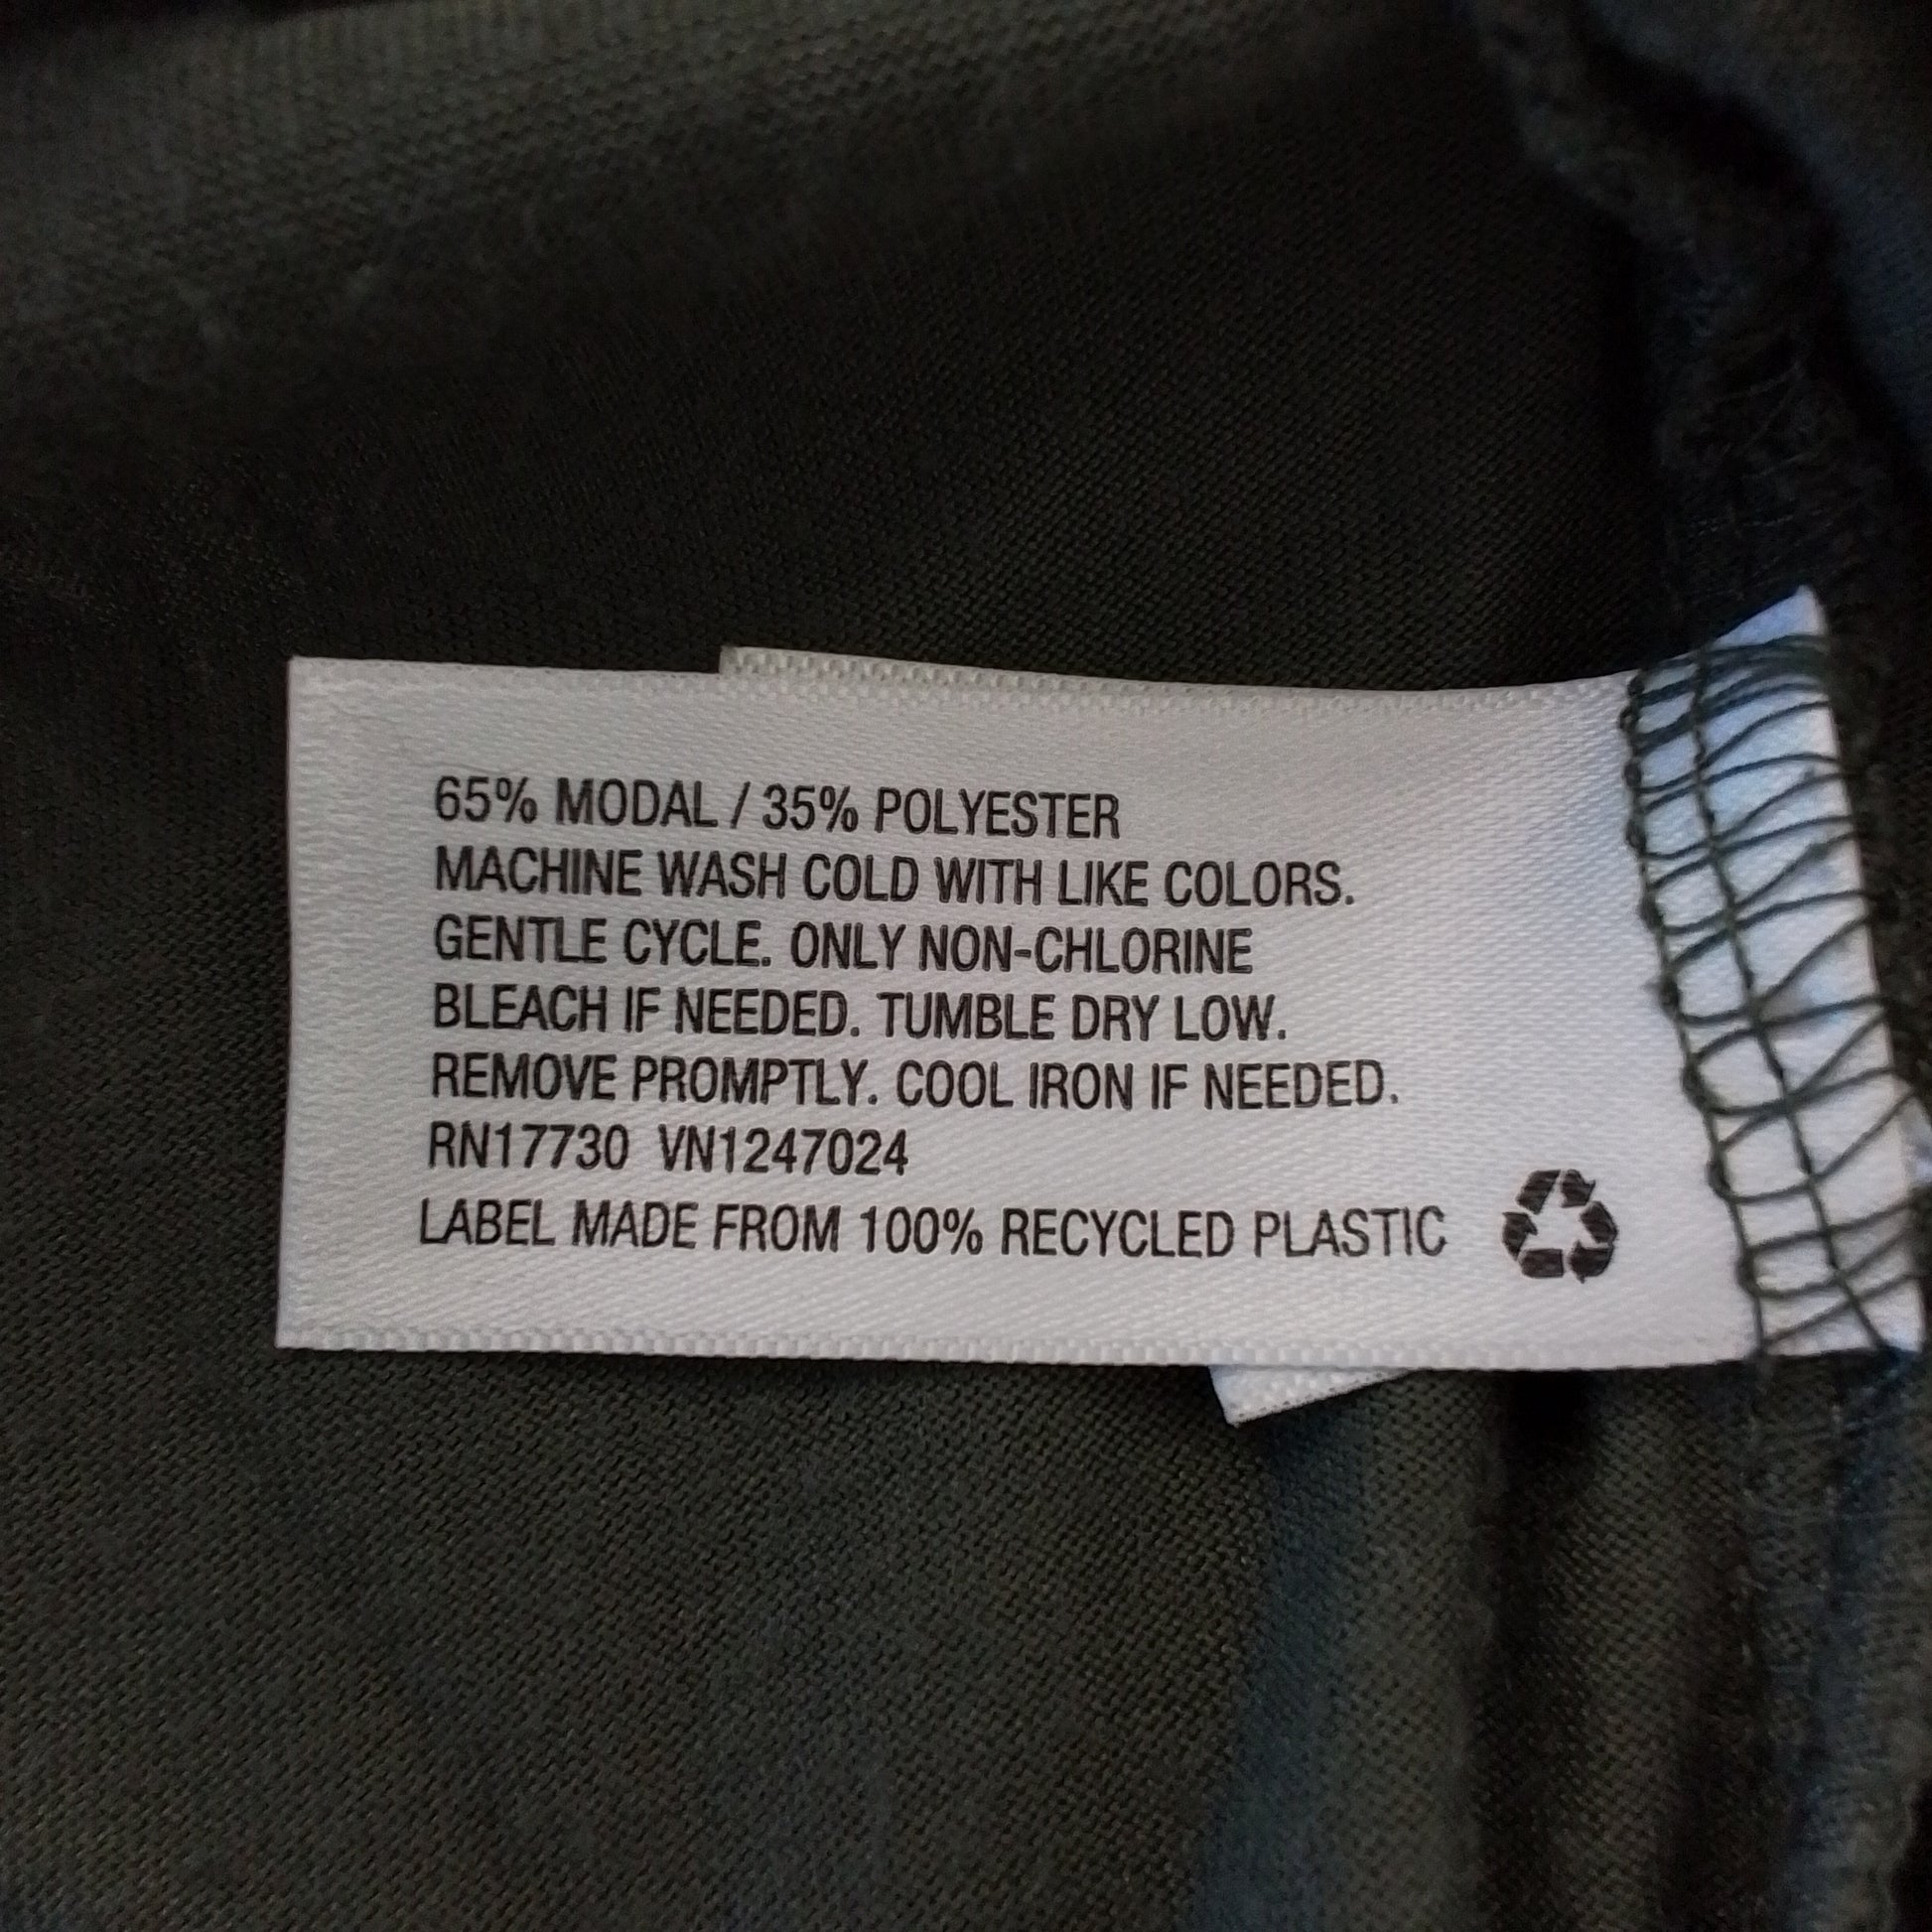 65% MODAL / 35% POLYESTER
MACHINE WASH COLD WITH LIKE COLORS.
GENTLE CYCLE. ONLY NON-CHLORINE
BLEACH IF NEEDED. TUMBLE DRY LOW.
REMOVE PROMPTLY. COOL IRON IF NEEDED.
RN17730 VN1247024
LABEL MADE FROM 100% RECYCLED PLASTIC